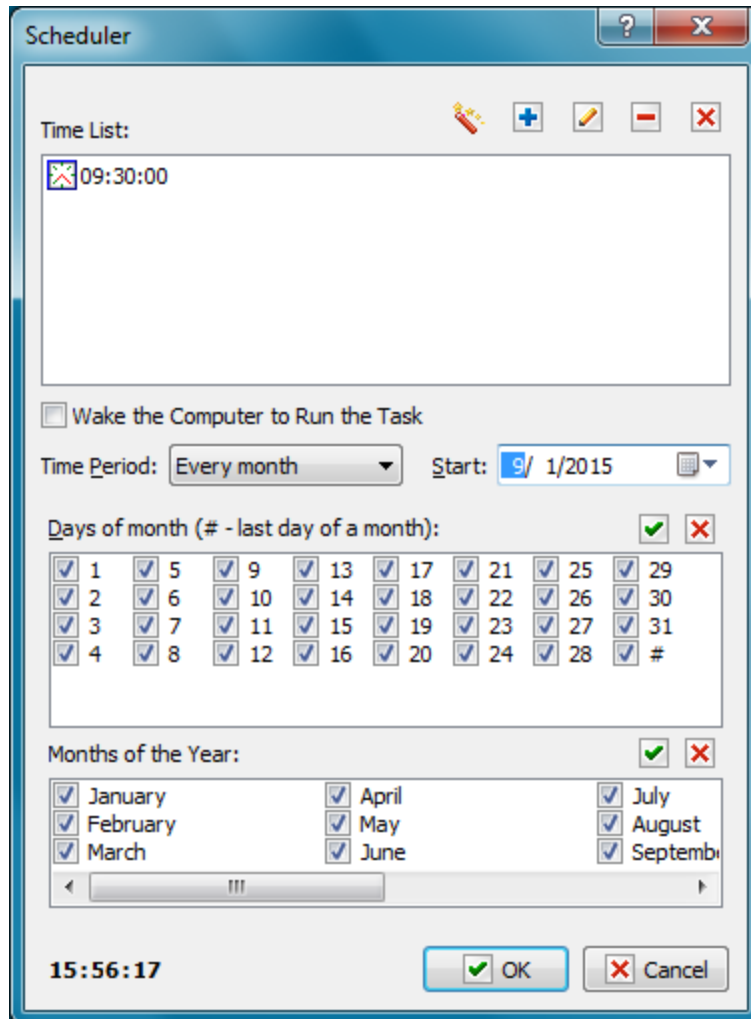 Scheduler
Time List:
09:30:00
Wake the Computer to Run the Task
Time Period: Every month Start: 9/ 1/2015
Days of month (# - last day of a month):
1 5 9 13 17 21 25 29
2 6 10 14 18 22 26 30
3 7 11 15 19 23 27 31
4 8 12 16 20 24 28 #
Months of the Year:
January April July
February May August
March June Septembe
15:56:17 OK Cancel